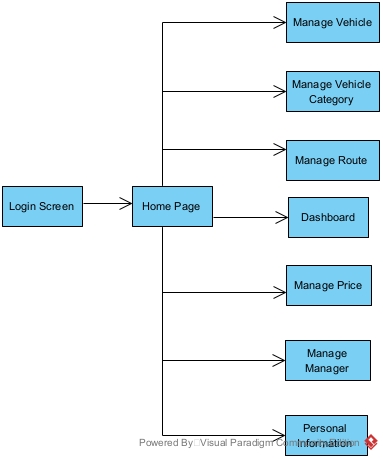 Manage Vehicle
Manage Vehicle
Category
Manage Route
Login Screen
Home Page
Dashboard
Manage Price
Manage
Manager
Personal
Information
Powered By Visual Paradigm Community Edition